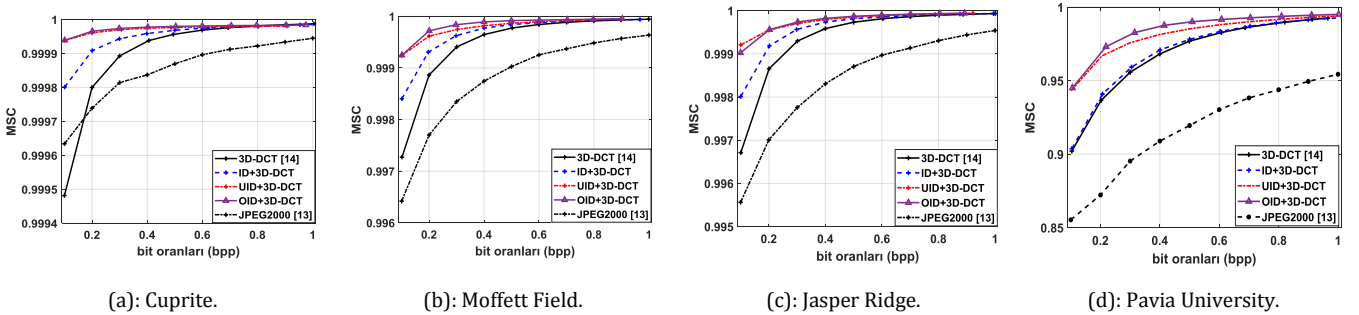 MSC
1
0.9999
0.9998
0.9997
0.9996
0.9995
0.9994
0.2
0.4
0.6
0.8
1
bit oranları (bpp)
3D-DCT [14]
ID+3D-DCT
UID+3D-DCT
OID+3D-DCT
JPEG2000 [13]
(a): Cuprite.
MSC
1
0.999
0.998
0.997
0.996
0.2
0.4
0.6
0.8
1
bit oranları (bpp)
3D-DCT [14]
ID+3D-DCT
UID+3D-DCT
OID+3D-DCT
JPEG2000 [13]
(b): Moffett Field.
MSC
1
0.999
0.998
0.997
0.996
0.995
0.2
0.4
0.6
0.8
1
bit oranları (bpp)
3D-DCT [14]
ID+3D-DCT
UID+3D-DCT
OID+3D-DCT
JPEG2000 [13]
(c): Jasper Ridge.
MSC
1
0.95
0.9
0.85
0.2
0.4
0.6
0.8
1
bit oranları (bpp)
3D-DCT [14]
ID+3D-DCT
UID+3D-DCT
OID+3D-DCT
JPEG2000 [13]
(d): Pavia University.